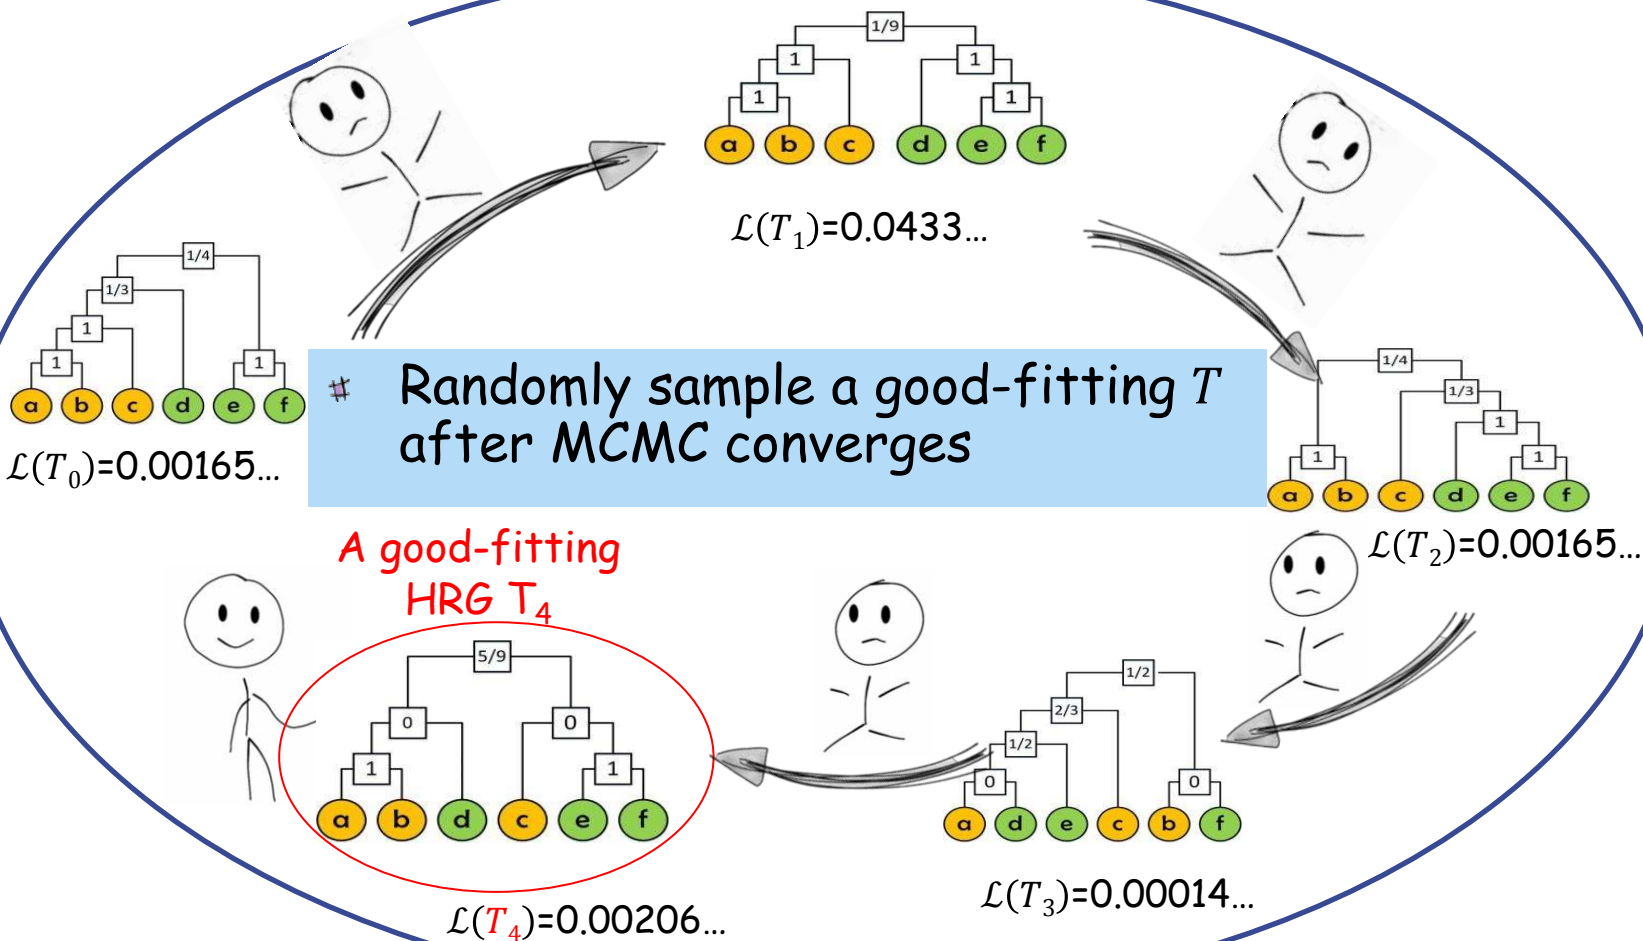 1/9
1 1
1 1
a b c d e f
ℒ(T₁)=0.0433...
1/4
1/3
1
1 1
a b c d e f
ℒ(T₀)=0.00165...
Randomly sample a good-fitting T
after MCMC converges
1/4
1/3
1
1 1
a b c d e f
ℒ(T₂)=0.00165...
A good-fitting
HRG T₄
5/9
0 0
1 1
a b d c e f
ℒ(T₄)=0.00206...
1/2
2/3
1/2
0 0
a d e c b f
ℒ(T₃)=0.00014...